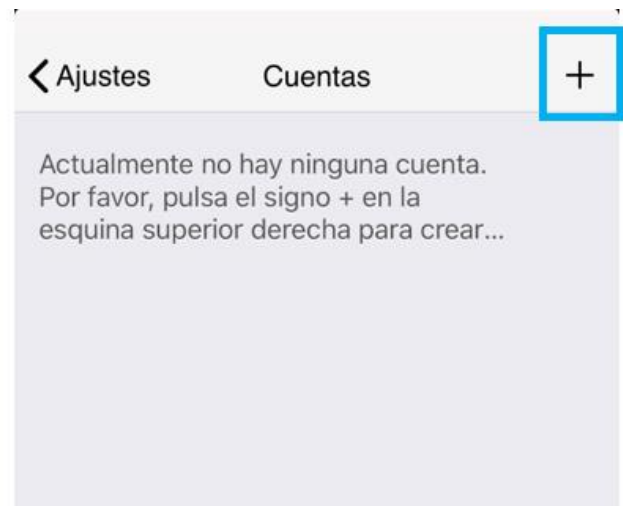 Ajustes Cuentas +
Actualmente no hay ninguna cuenta.
Por favor, pulsa el signo + en la
esquina superior derecha para crear...